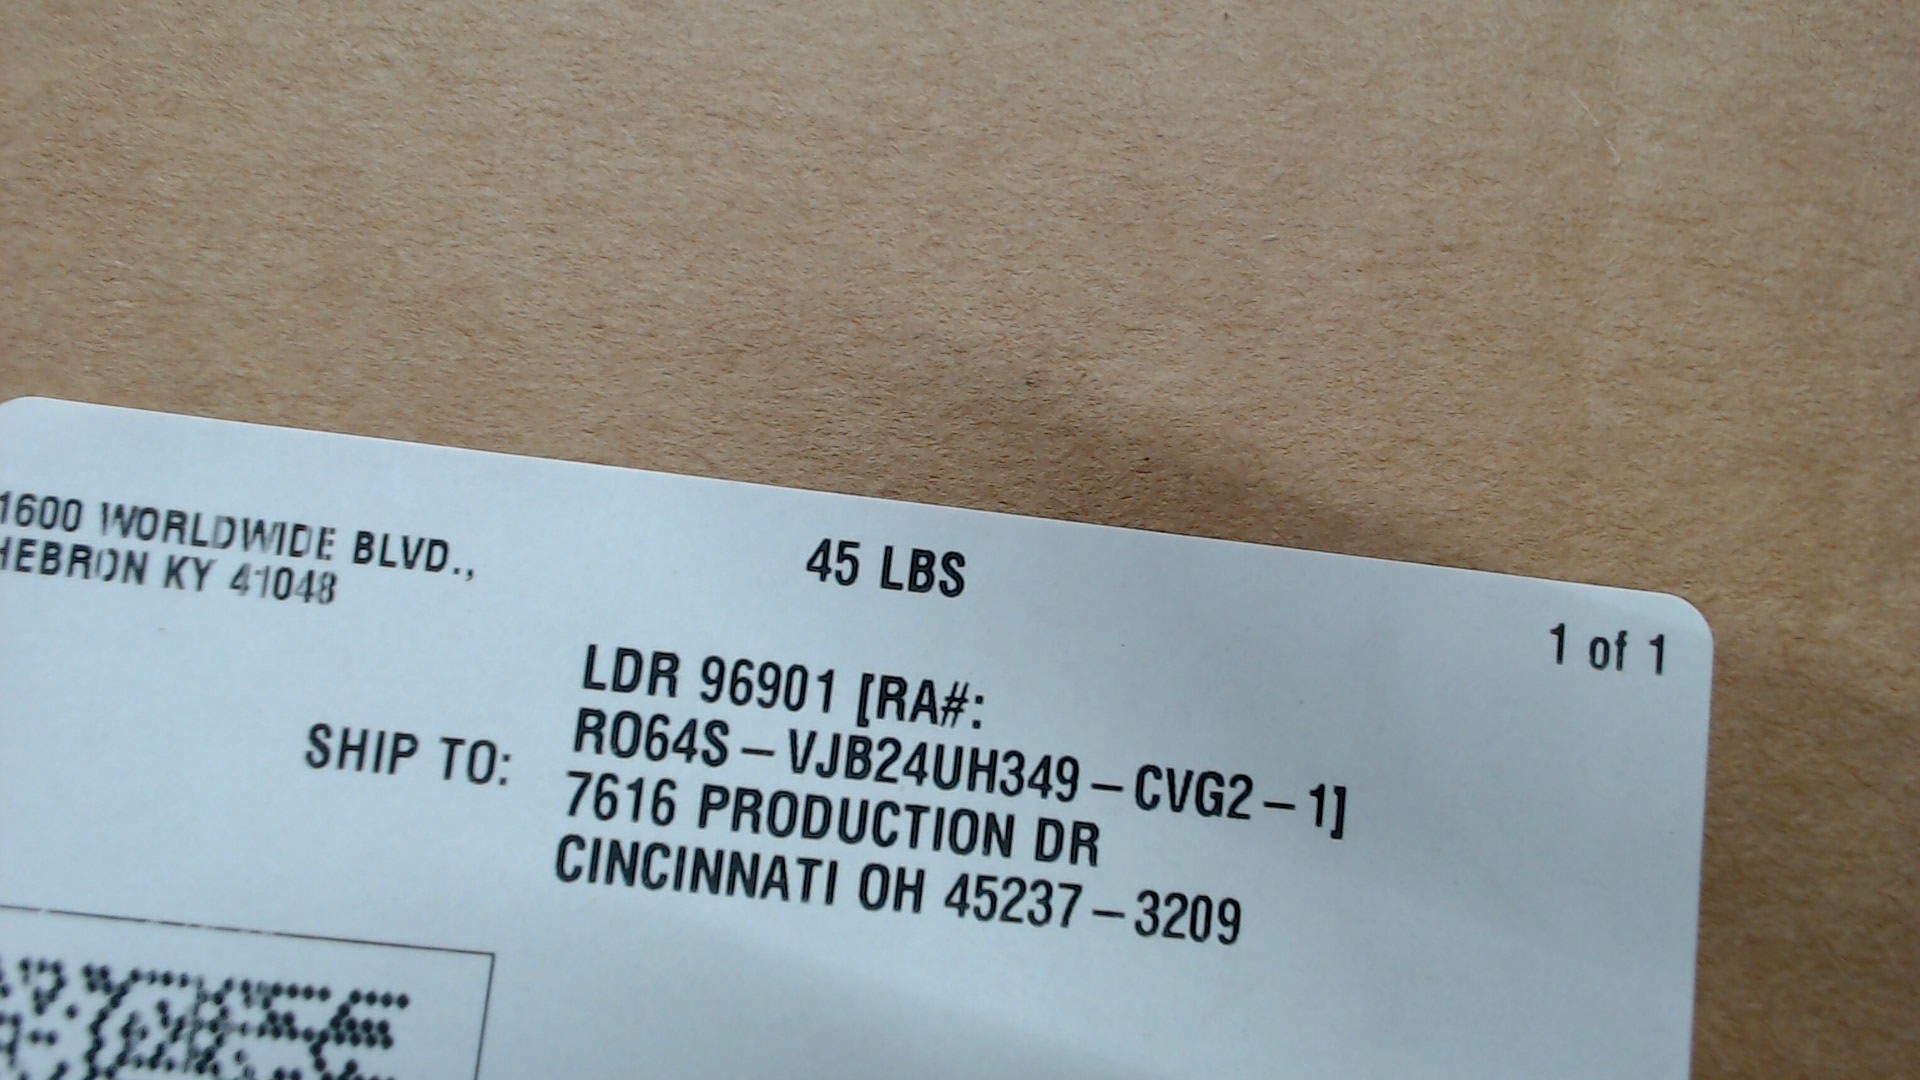 1600 WORLDWIDE BLVD.,
HEBRON KY 41048
45 LBS
1 of 1
LDR 96901 [RA#:
SHIP TO: RO64S-VJB24UH349-CVG2-1]
7616 PRODUCTION DR
CINCINNATI OH 45237-3209